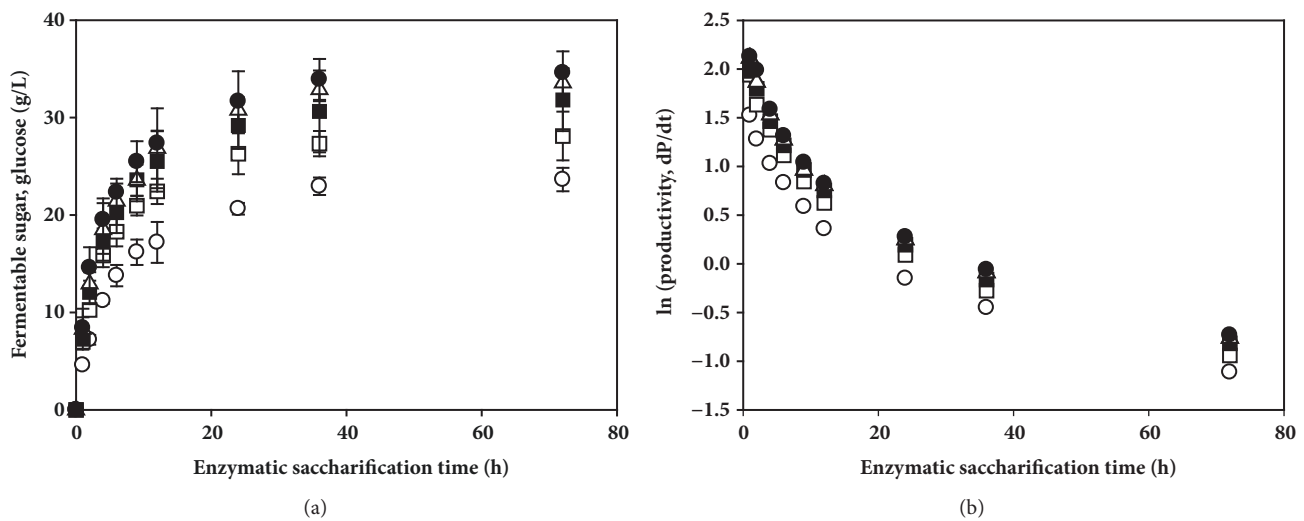 40
30
20
10
0
Fermentable sugar, glucose (g/L)
0 20 40 60 80
Enzymatic saccharification time (h)
(a)
2.5
2.0
1.5
1.0
0.5
0.0
−0.5
−1.0
−1.5
ln (productivity, dP/dt)
0 20 40 60 80
Enzymatic saccharification time (h)
(b)